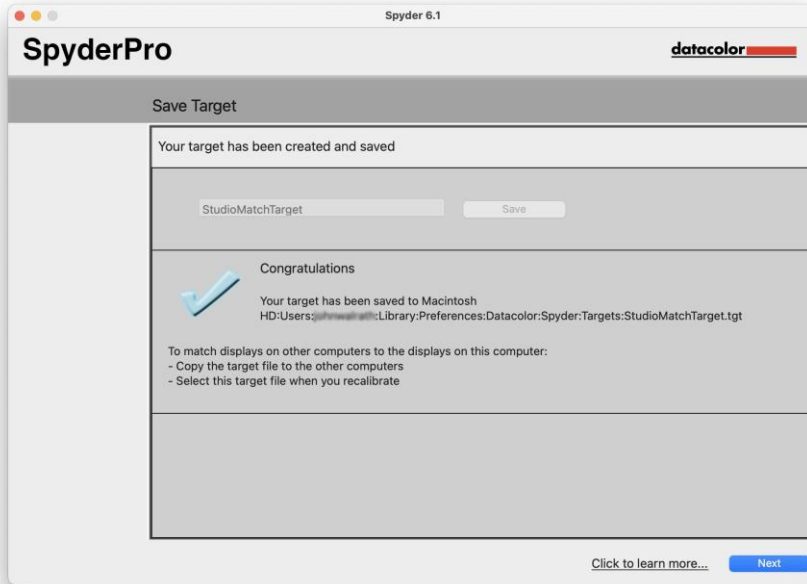 Spyder 6.1
SpyderPro
datacolor
Save Target
Your target has been created and saved
StudioMatchTarget
Save
Congratulations
Your target has been saved to Macintosh
HD:Users: :Library:Preferences:Datacolor:Spyder:Targets:StudioMatchTarget.tgt
To match displays on other computers to the displays on this computer:
- Copy the target file to the other computers
- Select this target file when you recalibrate
Click to learn more...
Next